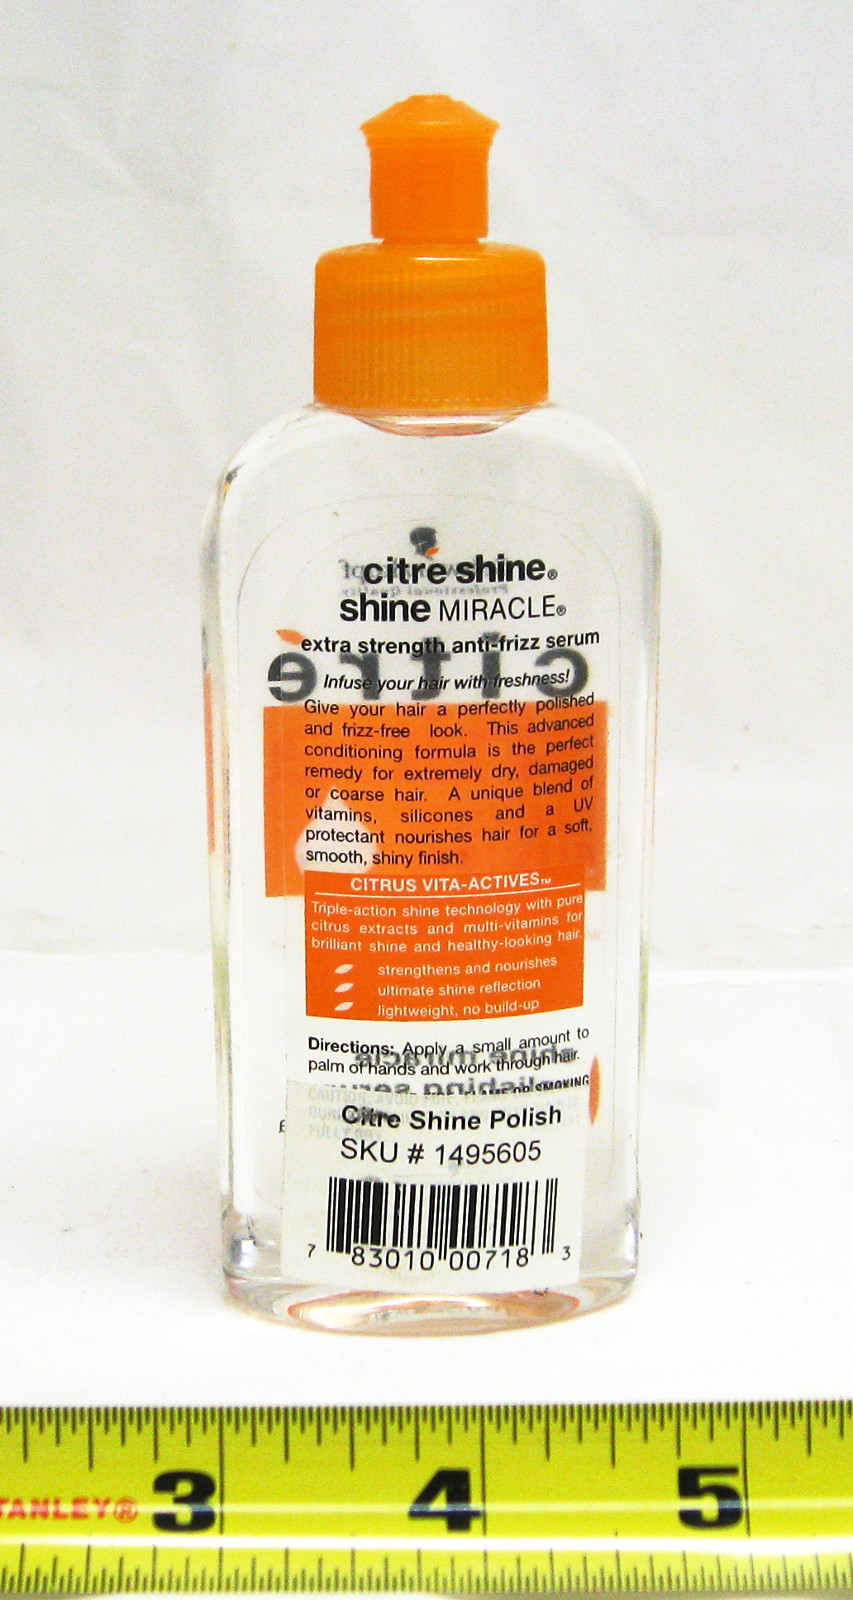 citré shine®
shine MIRACLE®
extra strength anti-frizz serum
Infuse your hair with freshness!
Give your hair a perfectly polished
and frizz-free look. This advanced
conditioning formula is the perfect
remedy for extremely dry, damaged
or coarse hair. A unique blend of
vitamins, silicones and a UV
protectant nourishes hair for a soft,
smooth, shiny finish.
CITRUS VITA-ACTIVES™
Triple-action shine technology with pure
citrus extracts and multi-vitamins for
brilliant shine and healthy-looking hair.
strengthens and nourishes
ultimate shine reflection
lightweight, no build-up
Directions: Apply a small amount to
palm of hands and work through hair.
Citre Shine Polish
SKU # 1495605
7 83010 00718 3
3 4 5
STANLEY®